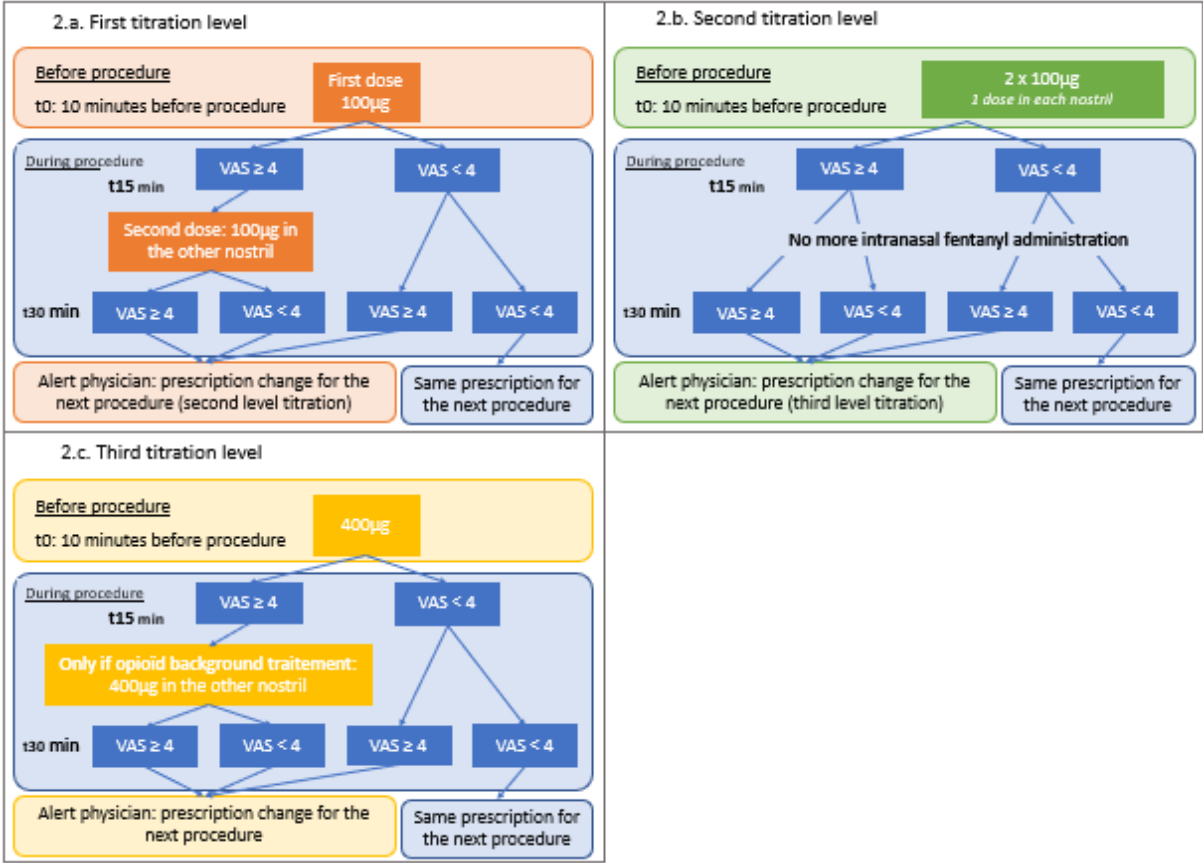 2.a. First titration level
Before procedure
t0: 10 minutes before procedure
First dose
100µg
During procedure
t15 min
VAS ≥ 4
VAS < 4
Second dose: 100µg in
the other nostril
t30 min
VAS ≥ 4
VAS < 4
VAS ≥ 4
VAS < 4
Alert physician: prescription change for the
next procedure (second level titration)
Same prescription for
the next procedure
2.b. Second titration level
Before procedure
t0: 10 minutes before procedure
2 x 100µg
1 dose in each nostril
During procedure
t15 min
VAS ≥ 4
VAS < 4
No more intranasal fentanyl administration
t30 min
VAS ≥ 4
VAS < 4
VAS ≥ 4
VAS < 4
Alert physician: prescription change for the
next procedure (third level titration)
Same prescription for
the next procedure
2.c. Third titration level
Before procedure
t0: 10 minutes before procedure
400µg
During procedure
t15 min
VAS ≥ 4
VAS < 4
Only if opioïd background traitement:
400µg in the other nostril
t30 min
VAS ≥ 4
VAS < 4
VAS ≥ 4
VAS < 4
Alert physician: prescription change for the
next procedure
Same prescription for
the next procedure